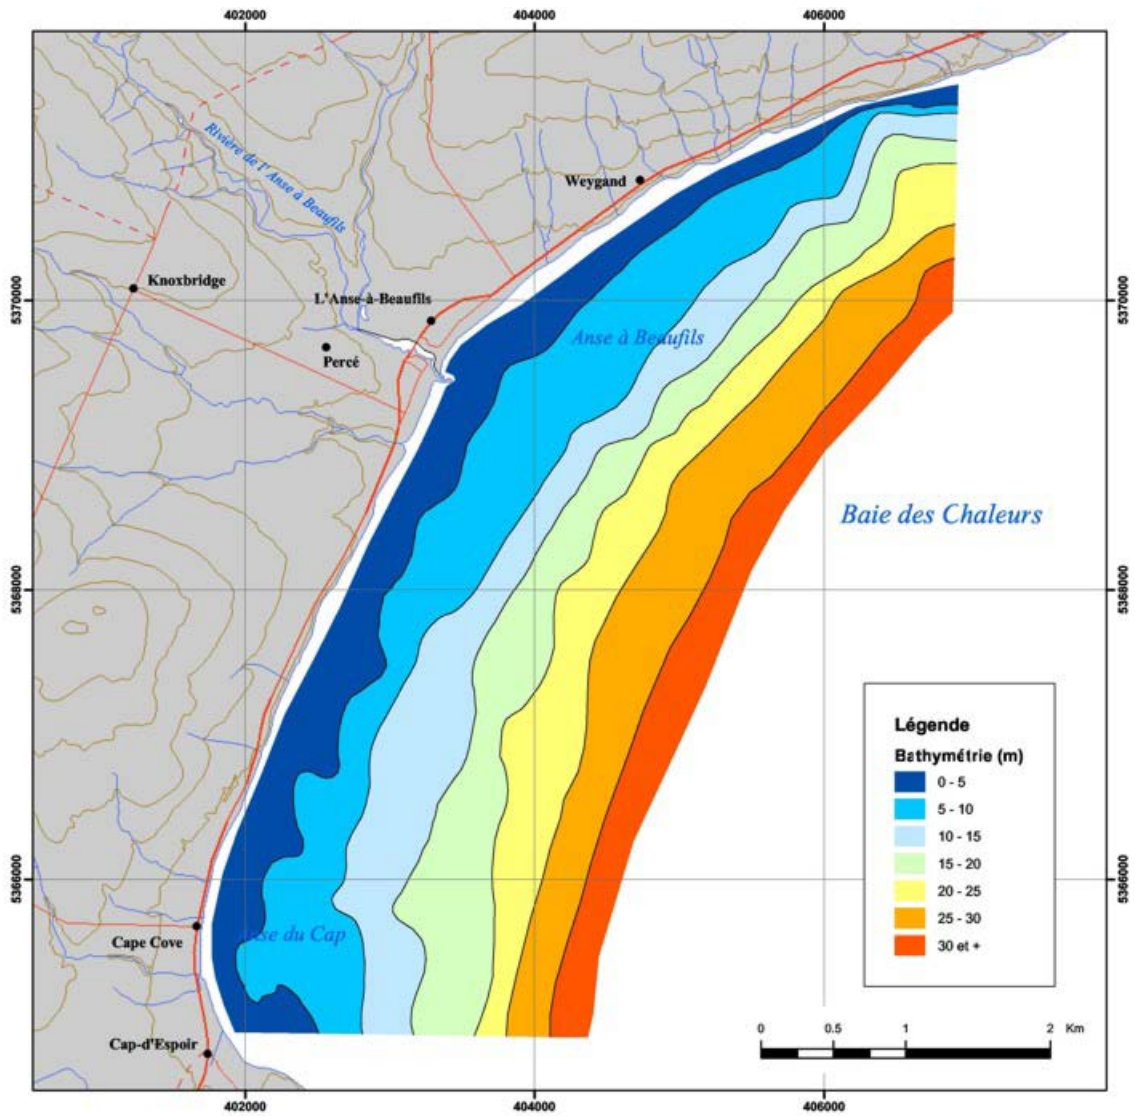 402000
404000
406000
Rivière de l' Anse à Beaufils
Weygand
Knoxbridge
5370000
5370000
L'Anse-à-Beaufils
Anse à Beaufils
Percé
Baie des Chaleurs
5368000
5368000
Légende
Bathymétrie (m)
0 - 5
5 - 10
10 - 15
15 - 20
20 - 25
25 - 30
30 et +
5366000
5366000
Cape Cove
nse du Cap
Cap-d'Espoir
0 0.5 1 2 Km
402000
404000
406000